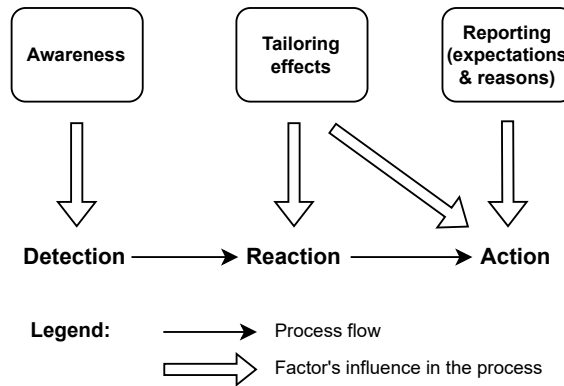 Awareness
Tailoring
effects
Reporting
(expectations
& reasons)
Detection
Reaction
Action
Legend:
Process flow
Factor's influence in the process